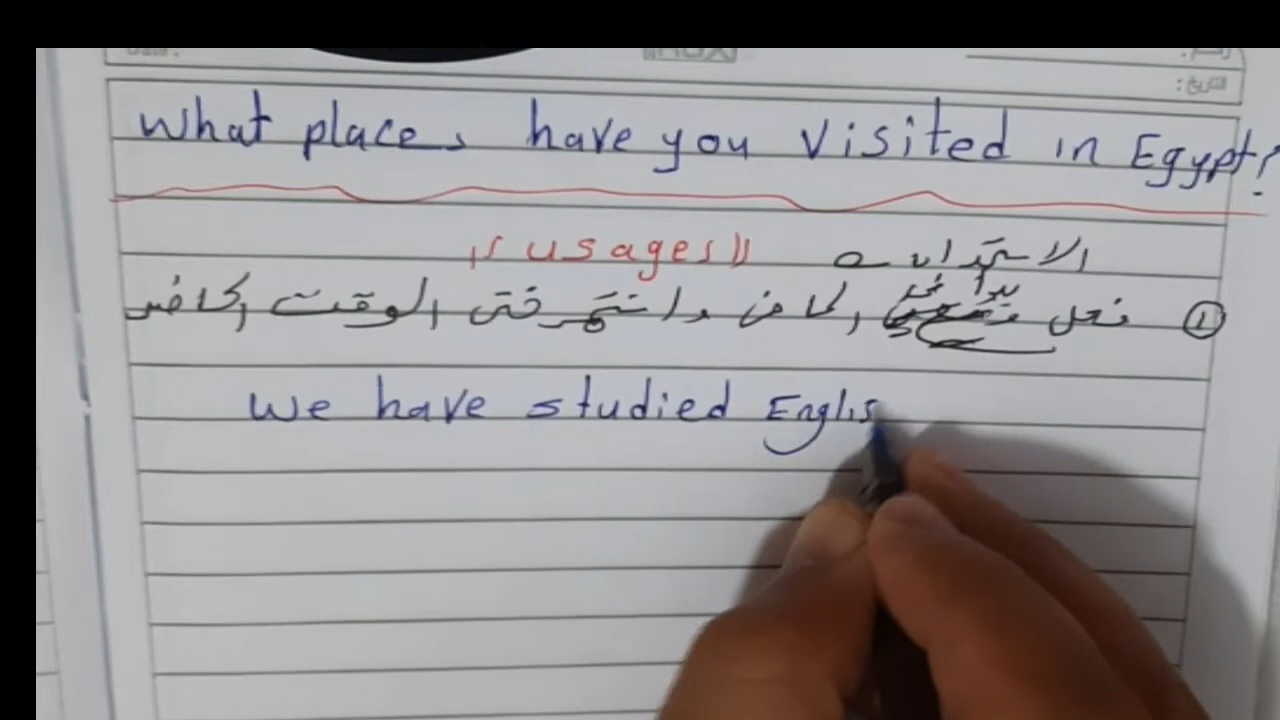 التاريخ:
What places have you visited in Egypt?
الاستخدامات "usages"
① فعل بدأ في الماضي واستمر حتى الوقت الحاضر
We have studied Englis